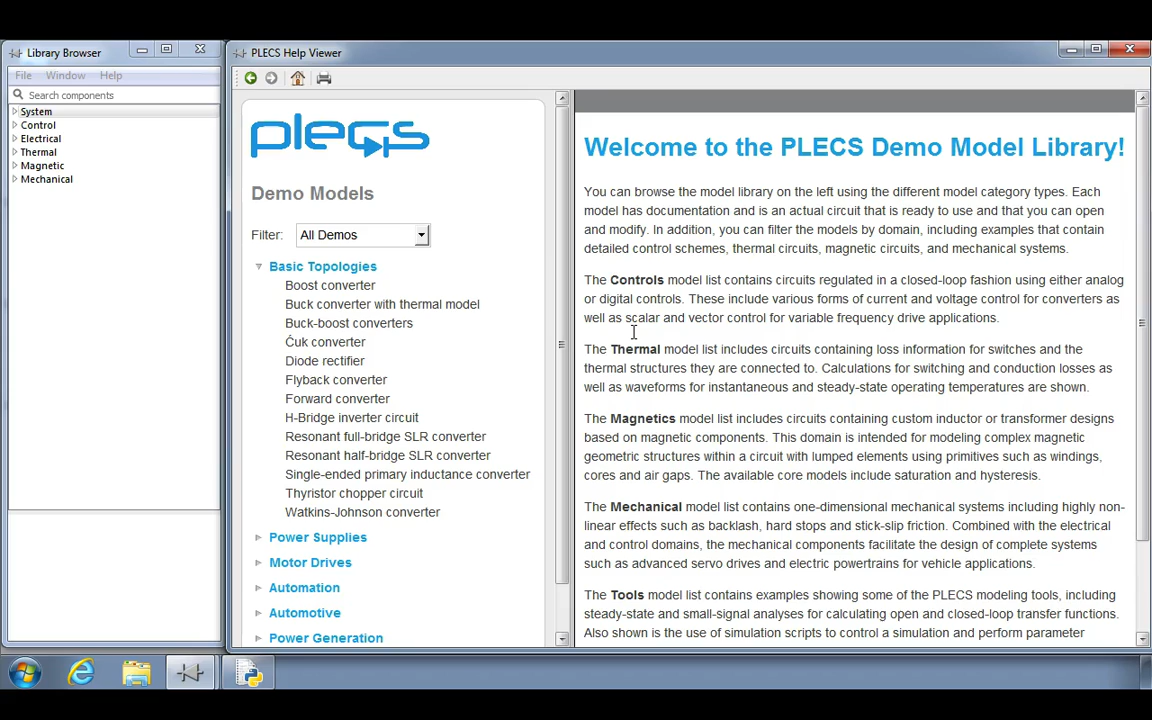 Library Browser
File Window Help
Search components
System
Control
Electrical
Thermal
Magnetic
Mechanical
PLECS Help Viewer
plecs
Demo Models
Filter: All Demos
Basic Topologies
Boost converter
Buck converter with thermal model
Buck-boost converters
Ćuk converter
Diode rectifier
Flyback converter
Forward converter
H-Bridge inverter circuit
Resonant full-bridge SLR converter
Resonant half-bridge SLR converter
Single-ended primary inductance converter
Thyristor chopper circuit
Watkins-Johnson converter
Power Supplies
Motor Drives
Automation
Automotive
Power Generation
Welcome to the PLECS Demo Model Library!
You can browse the model library on the left using the different model category types. Each
model has documentation and is an actual circuit that is ready to use and that you can open
and modify. In addition, you can filter the models by domain, including examples that contain
detailed control schemes, thermal circuits, magnetic circuits, and mechanical systems.
The Controls model list contains circuits regulated in a closed-loop fashion using either analog
or digital controls. These include various forms of current and voltage control for converters as
well as scalar and vector control for variable frequency drive applications.
The Thermal model list includes circuits containing loss information for switches and the
thermal structures they are connected to. Calculations for switching and conduction losses as
well as waveforms for instantaneous and steady-state operating temperatures are shown.
The Magnetics model list includes circuits containing custom inductor or transformer designs
based on magnetic components. This domain is intended for modeling complex magnetic
geometric structures within a circuit with lumped elements using primitives such as windings,
cores and air gaps. The available core models include saturation and hysteresis.
The Mechanical model list contains one-dimensional mechanical systems including highly non-
linear effects such as backlash, hard stops and stick-slip friction. Combined with the electrical
and control domains, the mechanical components facilitate the design of complete systems
such as advanced servo drives and electric powertrains for vehicle applications.
The Tools model list contains examples showing some of the PLECS modeling tools, including
steady-state and small-signal analyses for calculating open and closed-loop transfer functions.
Also shown is the use of simulation scripts to control a simulation and perform parameter